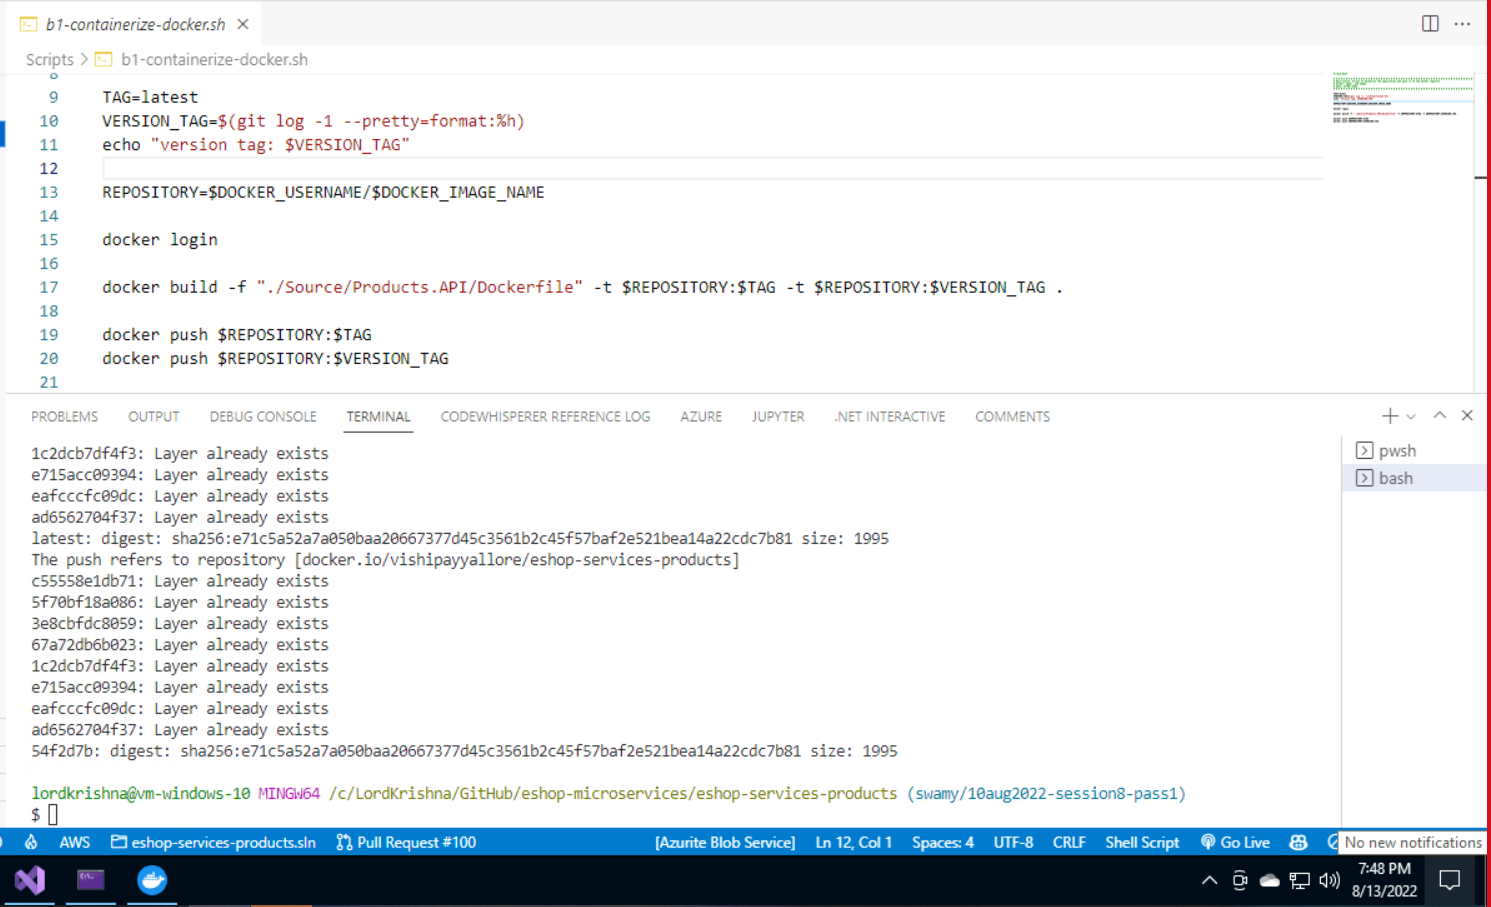 b1-containerize-docker.sh
Scripts > b1-containerize-docker.sh
8
9 TAG=latest
10 VERSION_TAG=$(git log -1 --pretty=format:%h)
11 echo "version tag: $VERSION_TAG"
12
13 REPOSITORY=$DOCKER_USERNAME/$DOCKER_IMAGE_NAME
14
15 docker login
16
17 docker build -f "./Source/Products.API/Dockerfile" -t $REPOSITORY:$TAG -t $REPOSITORY:$VERSION_TAG .
18
19 docker push $REPOSITORY:$TAG
20 docker push $REPOSITORY:$VERSION_TAG
21
PROBLEMS OUTPUT DEBUG CONSOLE TERMINAL CODEWHISPERER REFERENCE LOG AZURE JUPYTER .NET INTERACTIVE COMMENTS
1c2dcb7df4f3: Layer already exists
e715acc09394: Layer already exists
eafcccfc09dc: Layer already exists
ad6562704f37: Layer already exists
latest: digest: sha256:e71c5a52a7a050baa20667377d45c3561b2c45f57baf2e521bea14a22cdc7b81 size: 1995
The push refers to repository [docker.io/vishipayyallore/eshop-services-products]
c55558e1db71: Layer already exists
5f70bf18a086: Layer already exists
3e8cbfdc8059: Layer already exists
67a72db6b023: Layer already exists
1c2dcb7df4f3: Layer already exists
e715acc09394: Layer already exists
eafcccfc09dc: Layer already exists
ad6562704f37: Layer already exists
54f2d7b: digest: sha256:e71c5a52a7a050baa20667377d45c3561b2c45f57baf2e521bea14a22cdc7b81 size: 1995
lordkrishna@vm-windows-10 MINGW64 /c/LordKrishna/GitHub/eshop-microservices/eshop-services-products (swamy/10aug2022-session8-pass1)
$
pwsh
bash
AWS eshop-services-products.sln Pull Request #100 [Azurite Blob Service] Ln 12, Col 1 Spaces: 4 UTF-8 CRLF Shell Script Go Live No new notifications
7:48 PM
8/13/2022